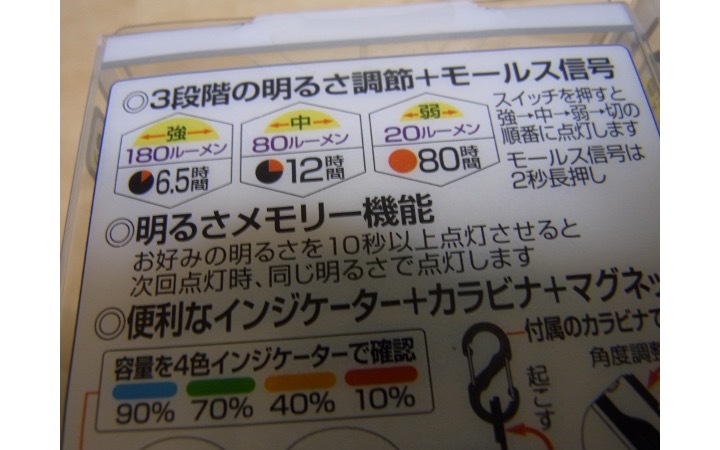 ◎3段階の明るさ調節+モールス信号
強
180ルーメン
6.5時間
中
80ルーメン
12時間
弱
20ルーメン
80時間
スイッチを押すと
強→中→弱→切の
順番に点灯します
モールス信号は
2秒長押し
◎明るさメモリー機能
お好みの明るさを10秒以上点灯させると
次回点灯時、同じ明るさで点灯します
◎便利なインジケーター+カラビナ+マグネッ
容量を4色インジケーターで確認
90% 70% 40% 10%
付属のカラビナで
起こす
角度調整